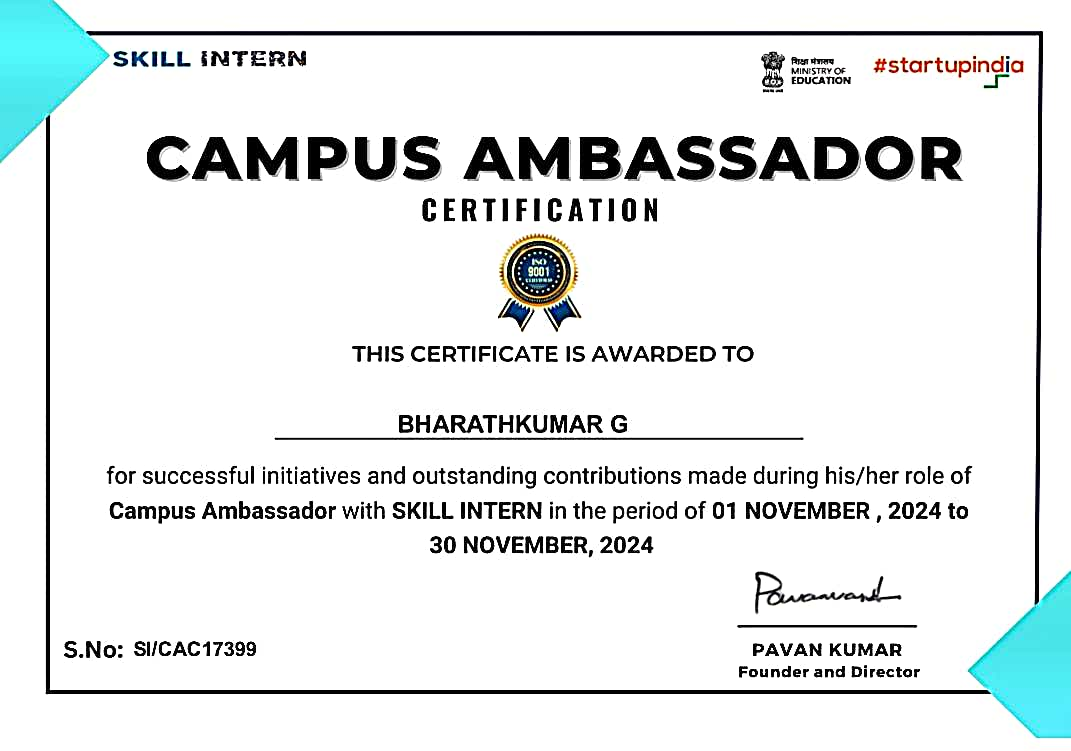 SKILL INTERN
शिक्षा मंत्रालय
MINISTRY OF
EDUCATION
#startupindia
CAMPUS AMBASSADOR
CERTIFICATION
ISO
9001
CERTIFIED
THIS CERTIFICATE IS AWARDED TO
BHARATHKUMAR G
for successful initiatives and outstanding contributions made during his/her role of
Campus Ambassador with SKILL INTERN in the period of 01 NOVEMBER , 2024 to
30 NOVEMBER, 2024
S.No: SI/CAC17399
PAVAN KUMAR
Founder and Director